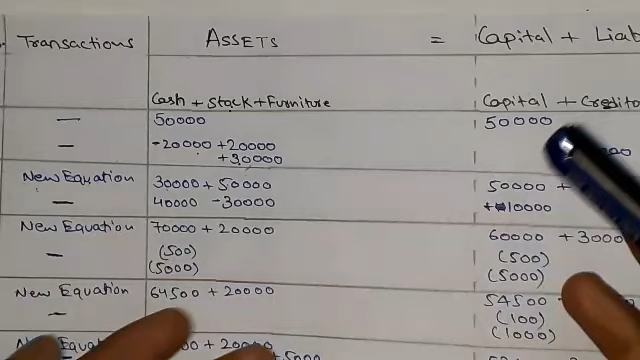 Transactions ASSETS = Capital + Liab
Cash + Stock + Furniture Capital + Credito
— 50000 50000
— -20000 +20000
+30000
New Equation 30000 + 50000 50000 +
— 40000 -30000 +10000
New Equation 70000 + 20000 60000 + 3000
— (500) (500)
(5000) (5000)
New Equation 64500 + 20000 54500
— (100)
(1000)